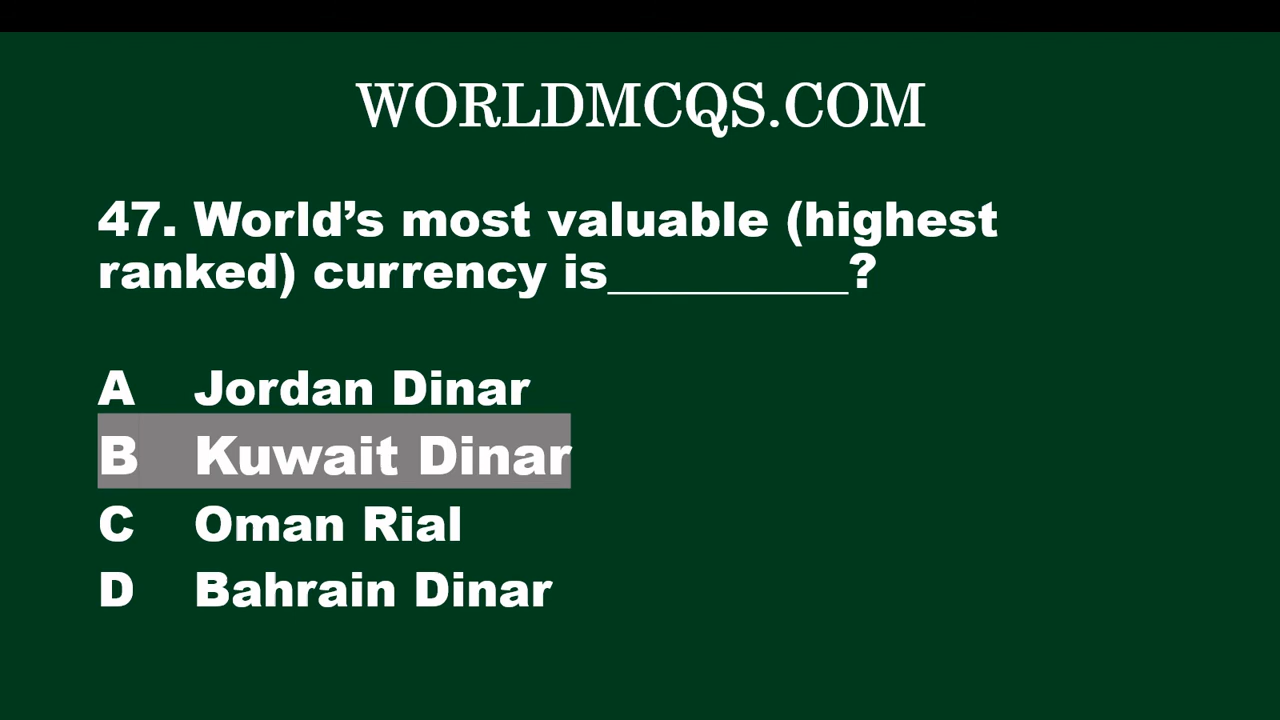 WORLDMCQS.COM
47. World’s most valuable (highest
ranked) currency is__________?
A Jordan Dinar
B Kuwait Dinar
C Oman Rial
D Bahrain Dinar